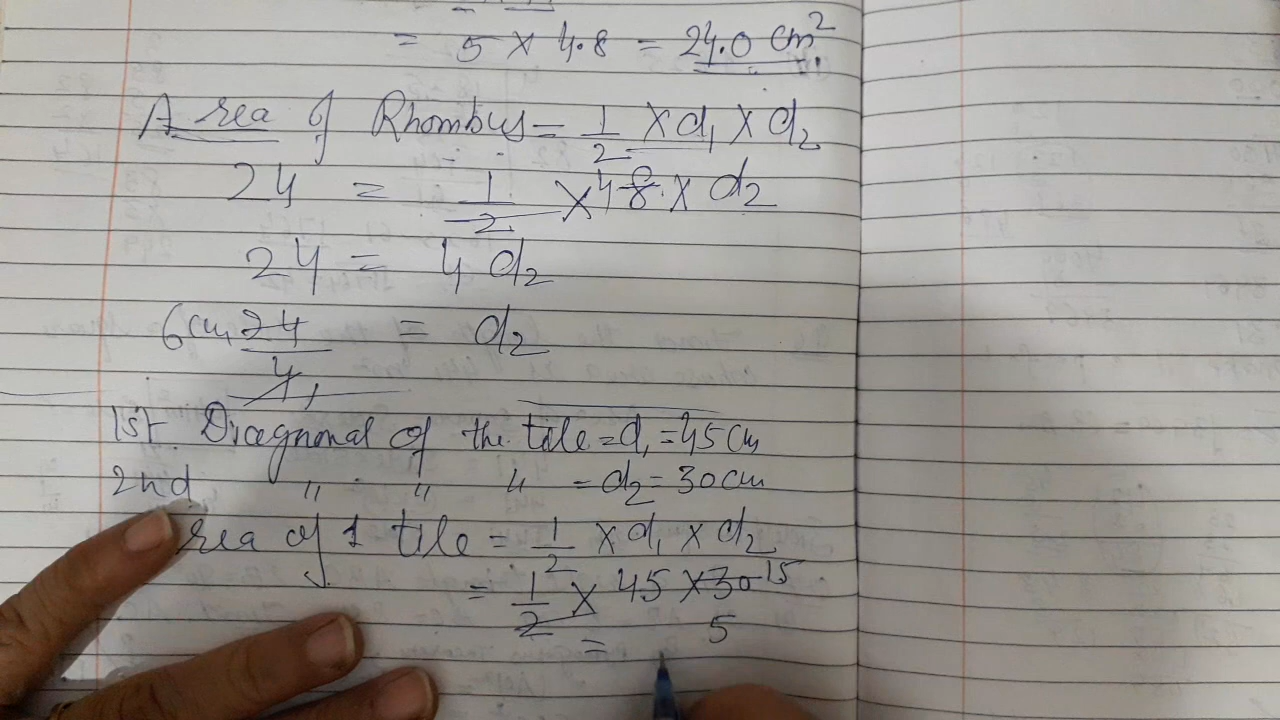 = 5 × 4.8 = 24.0 cm²
Area of Rhombus = 1/2 × d₁ × d₂
24 = 1/2 × 4 8 × d₂
24 = 4 d₂
6cm 24/4 = d₂
1st Diagnonal of the tile = d₁ = 45 cm
2nd " " " = d₂ = 30 cm
rea of 1 tile = 1/2 × d₁ × d₂
= 1/2 × 45 × 30 15
= 5